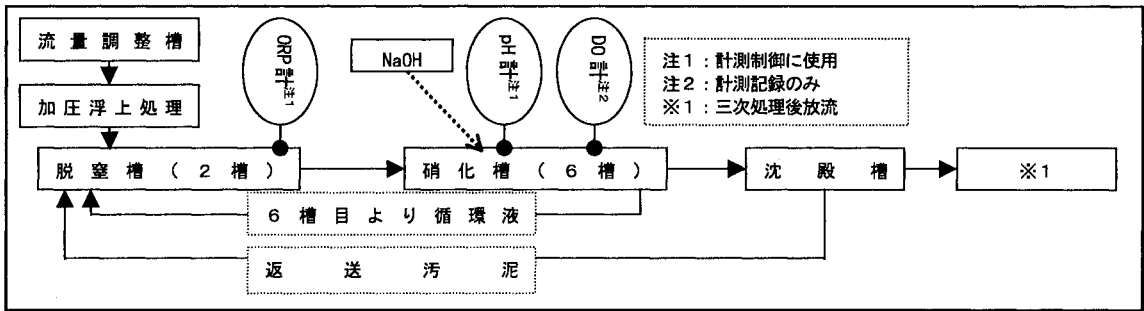 流量調整槽
加圧浮上処理
ORP計注1
NaOH
pH計注1
DO計注2
注1：計測制御に使用
注2：計測記録のみ
※1：三次処理後放流
脱窒槽（2槽）
硝化槽（6槽）
沈殿槽
※1
6槽目より循環液
返送汚泥